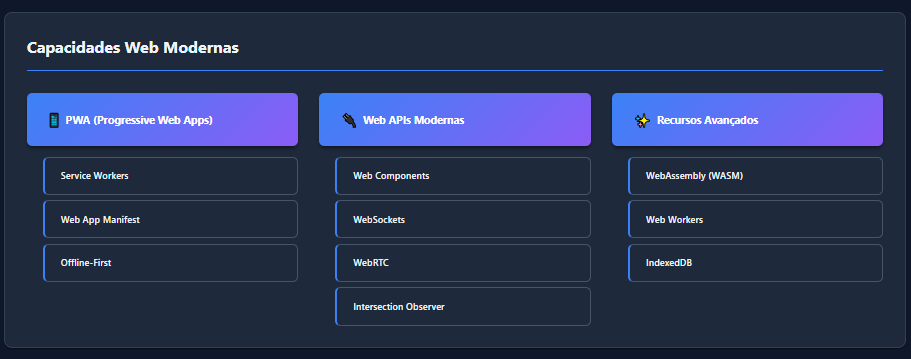 Capacidades Web Modernas
PWA (Progressive Web Apps)
Service Workers
Web App Manifest
Offline-First
Web APIs Modernas
Web Components
WebSockets
WebRTC
Intersection Observer
Recursos Avançados
WebAssembly (WASM)
Web Workers
IndexedDB